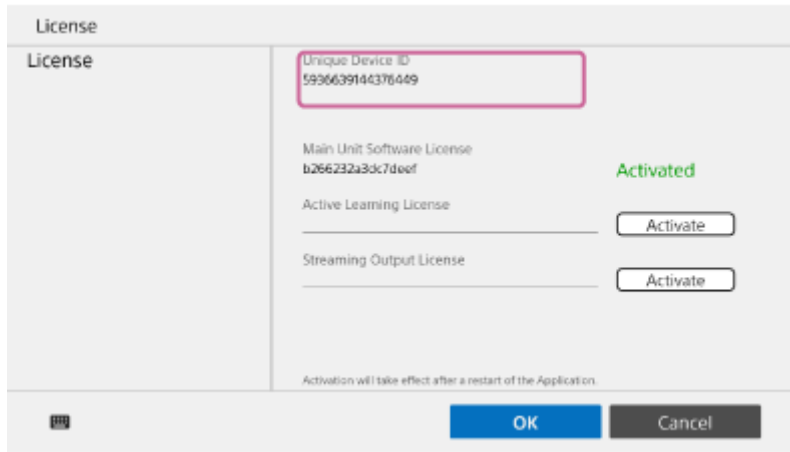 License
License
Unique Device ID
5936639144376449
Main Unit Software License
b266232a3dc7deef
Activated
Active Learning License
Activate
Streaming Output License
Activate
Activation will take effect after a restart of the Application.
OK
Cancel